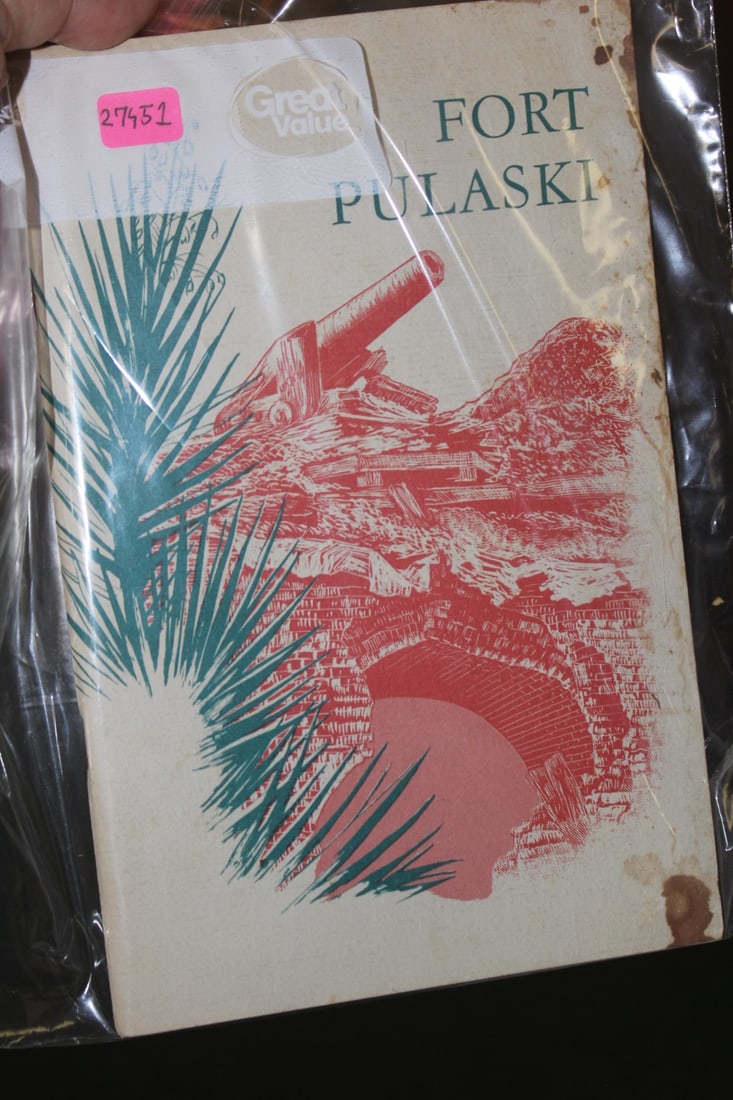 27451
Great
Value
FORT
PULASKI